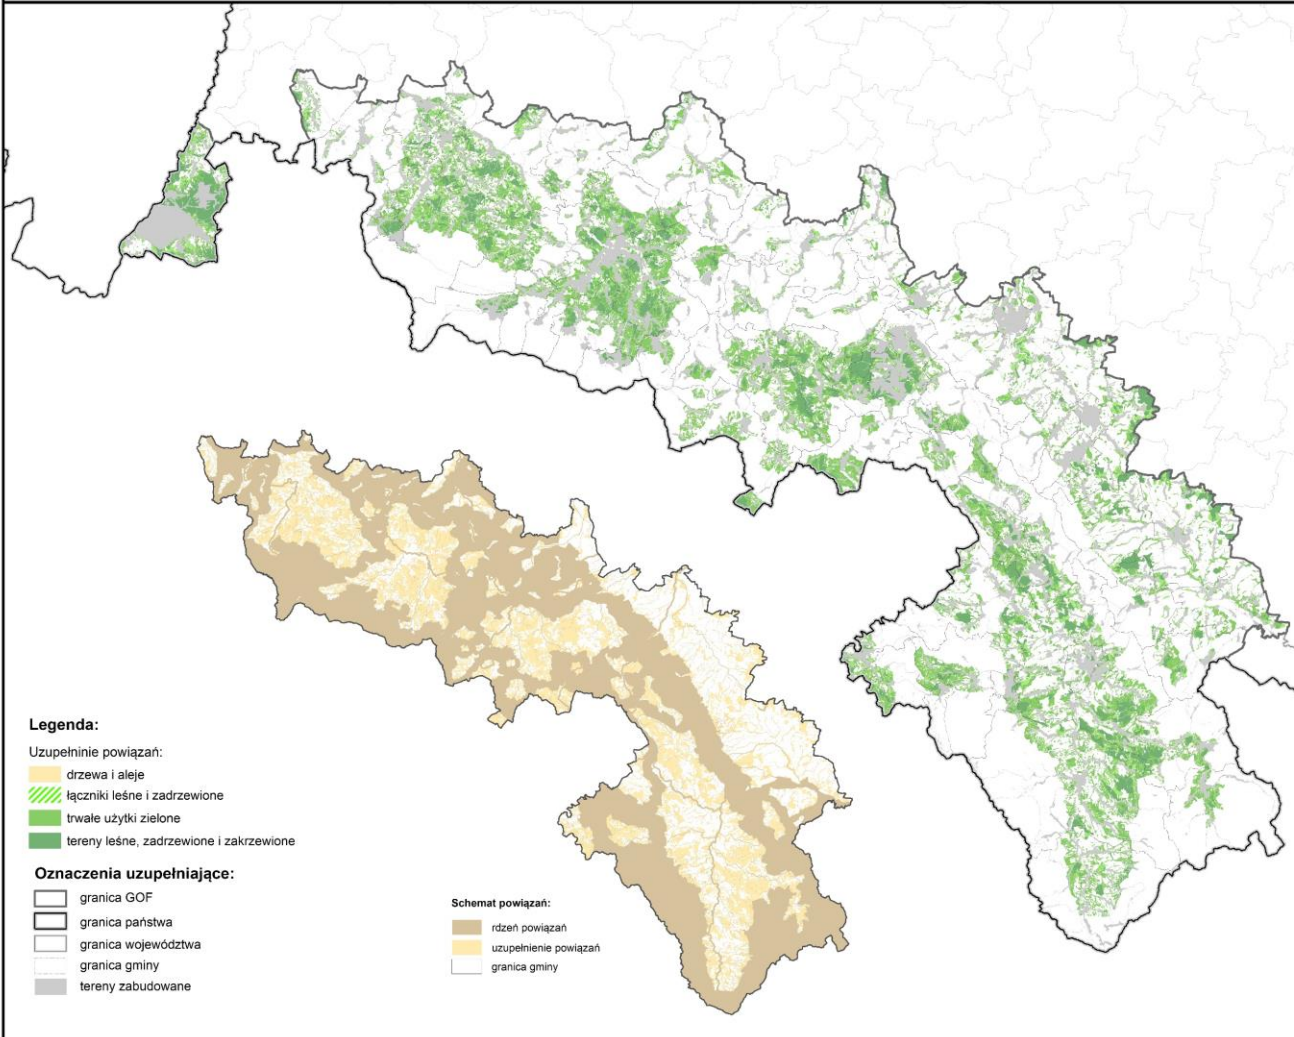 Legenda:
Uzupełninie powiązań:
drzewa i aleje
łączniki leśne i zadrzewione
trwałe użytki zielone
tereny leśne, zadrzewione i zakrzewione
Oznaczenia uzupełniające:
granica GOF
granica państwa
granica województwa
granica gminy
tereny zabudowane
Schemat powiązań:
rdzeń powiązań
uzupełnienie powiązań
granica gminy